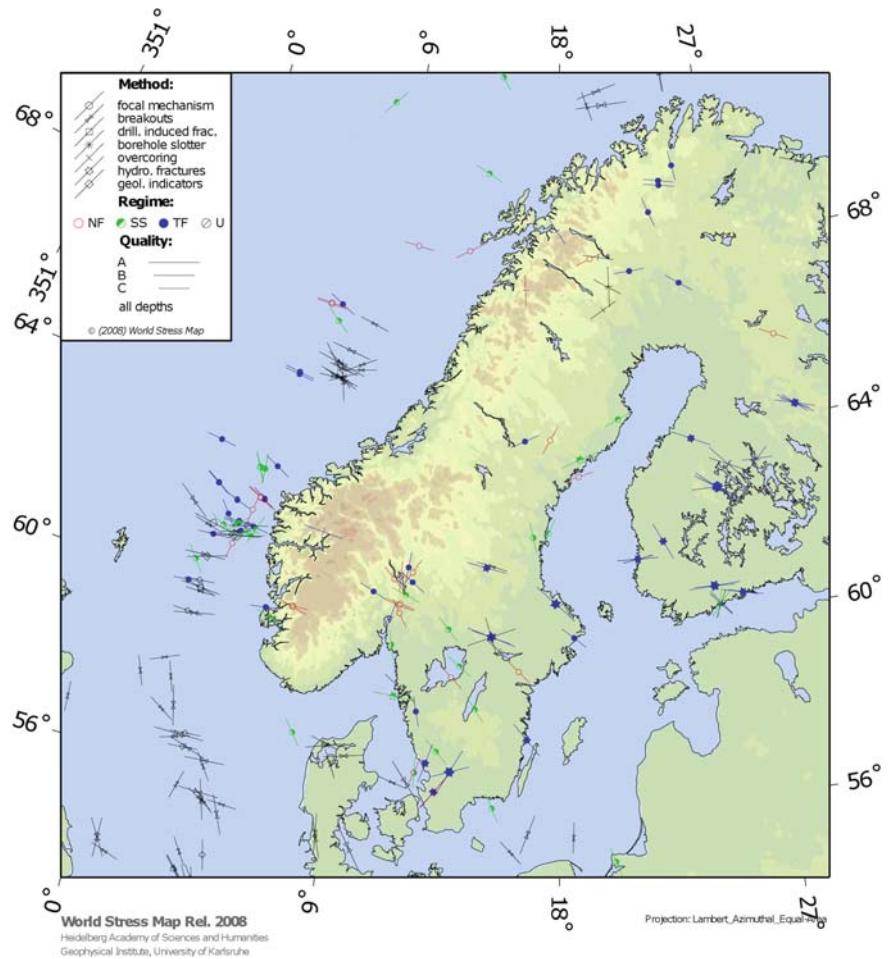 351° 0° 9° 18° 27°
Method:
focal mechanism
breakouts
drill. induced frac.
borehole slotter
overcoring
hydro. fractures
geol. indicators
Regime:
NF SS TF U
Quality:
A
B
C
all depths
© (2008) World Stress Map
68° 68°
351°
64°
64°
60°
60°
56°
56°
0° 9° 18° 27°
World Stress Map Rel. 2008
Projection: Lambert_Azimuthal_Equal-Area
Heidelberg Academy of Sciences and Humanities
Geophysical Institute, University of Karlsruhe